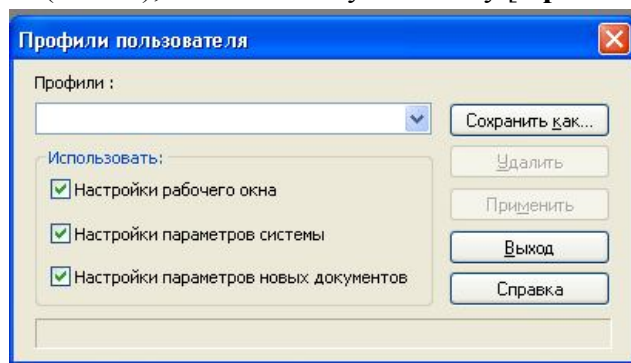 Профили пользователя
Профили :
Сохранить как...
Использовать:
Удалить
Настройки рабочего окна
Применить
Настройки параметров системы
Выход
Настройки параметров новых документов
Справка